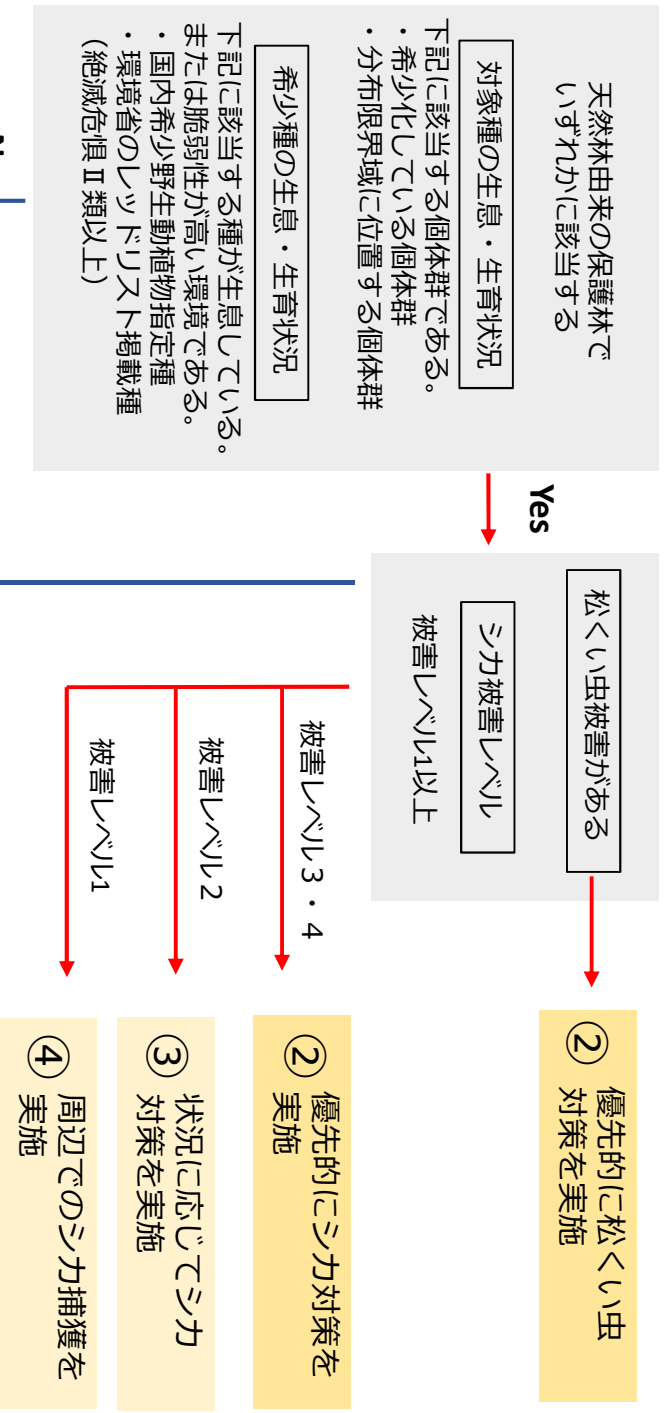 天然林由来の保護林で
いずれかに該当する
対象種の生息・生育状況
下記に該当する個体群である。
・希少化している個体群
・分布限界域に位置する個体群
希少種の生息・生育状況
下記に該当する種が生息している。
または脆弱性が高い環境である。
・国内希少野生動植物指定種
・環境省のレッドリスト掲載種
（絶滅危惧Ⅱ類以上）
Yes
松くい虫被害がある
シカ被害レベル
被害レベル1以上
被害レベル３・４
被害レベル２
被害レベル1
② 優先的に松くい虫
対策を実施
② 優先的にシカ対策を
実施
③ 状況に応じてシカ
対策を実施
④ 周辺でのシカ捕獲を
実施